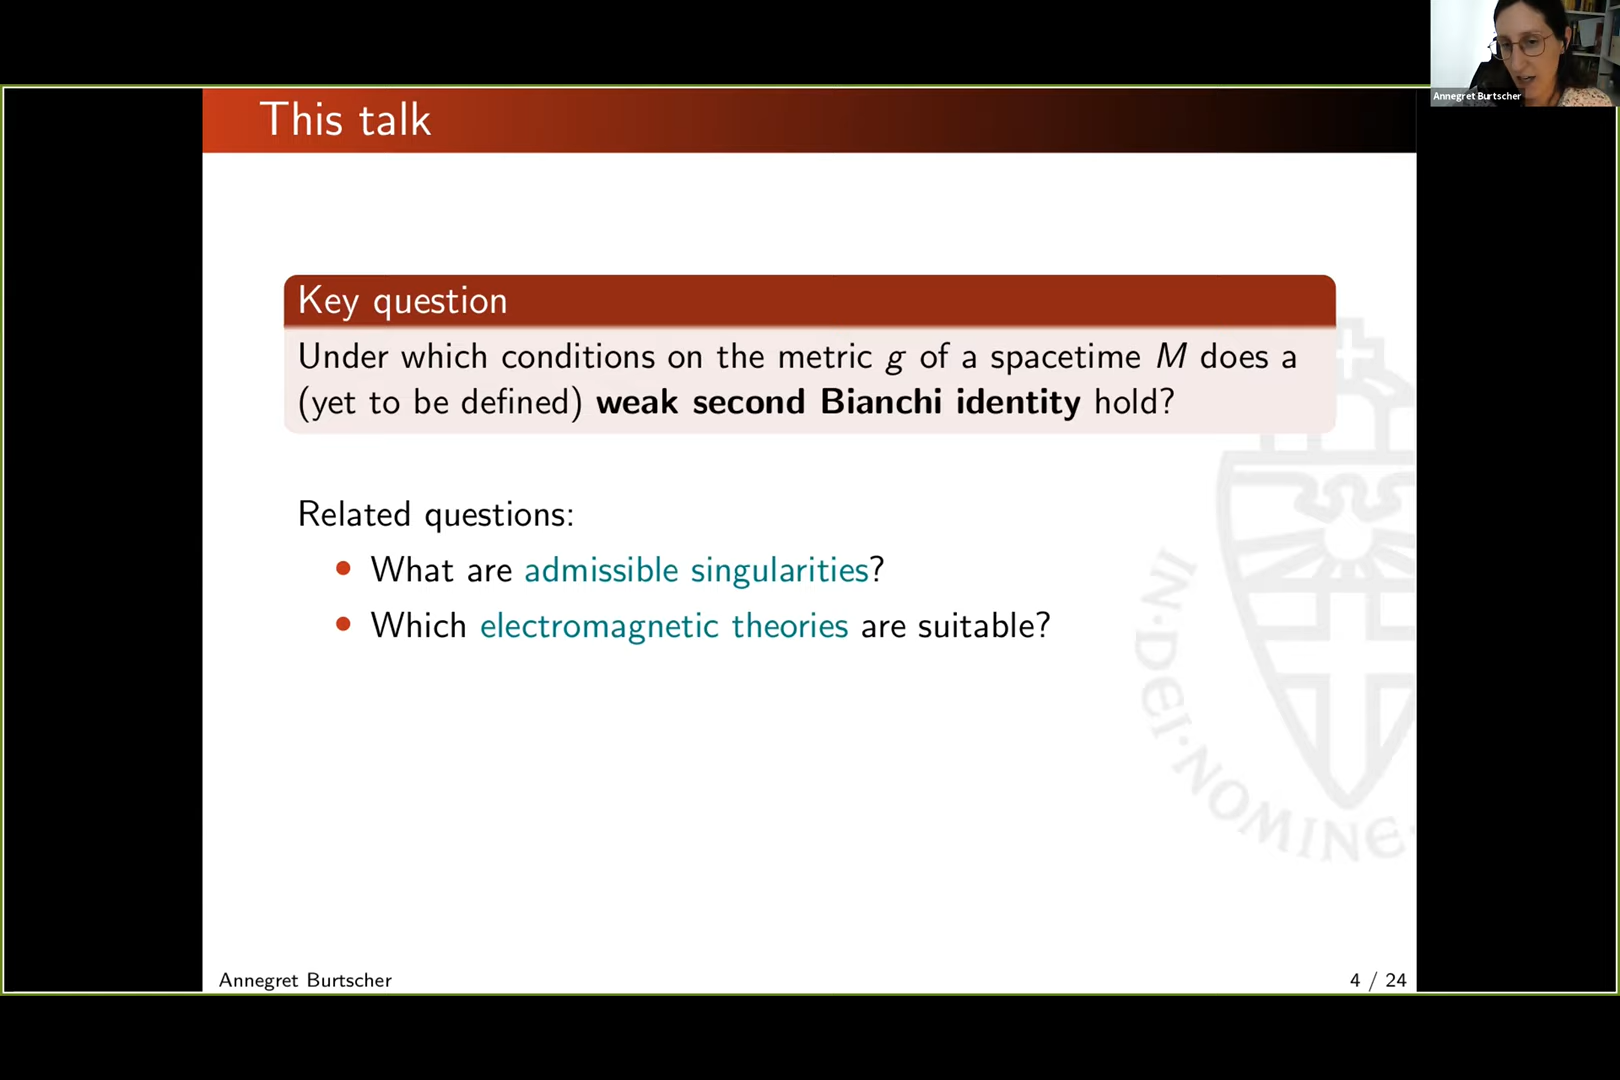 Annegret Burtscher
This talk
Key question
Under which conditions on the metric g of a spacetime M does a
(yet to be defined) weak second Bianchi identity hold?
Related questions:
• What are admissible singularities?
• Which electromagnetic theories are suitable?
IN·DEI·NOMINE·
Annegret Burtscher
4 / 24